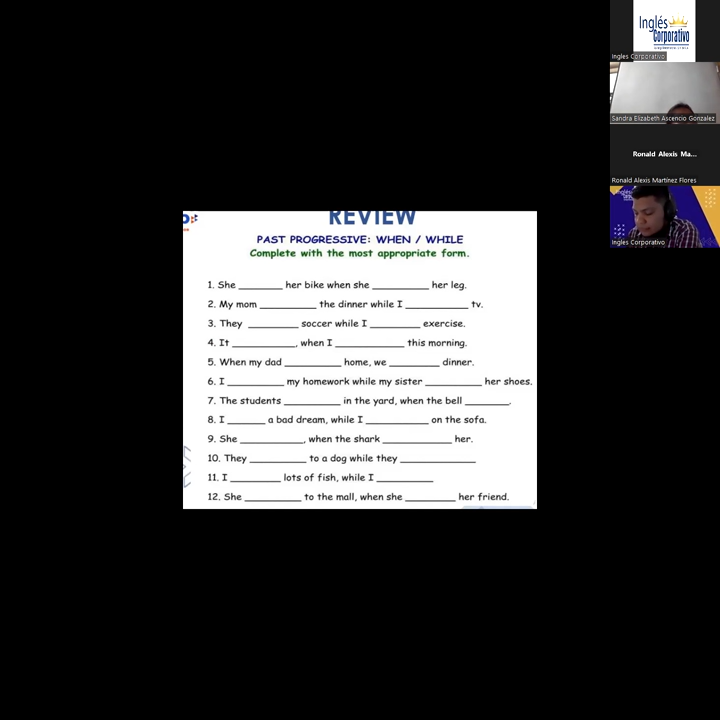 REVIEW
PAST PROGRESSIVE: WHEN / WHILE
Complete with the most appropriate form.
1. She ________ her bike when she __________ her leg.
2. My mom __________ the dinner while I ___________ tv.
3. They _________ soccer while I _________ exercise.
4. It ___________, when I ____________ this morning.
5. When my dad __________ home, we _________ dinner.
6. I __________ my homework while my sister __________ her shoes.
7. The students __________ in the yard, when the bell ________.
8. I _______ a bad dream, while I ___________ on the sofa.
9. She ___________, when the shark ____________ her.
10. They __________ to a dog while they _____________
11. I _________ lots of fish, while I __________
12. She __________ to the mall, when she _________ her friend.
Inglés
Corporativo
Ingles Corporativo
Sandra Elizabeth Ascencio Gonzalez
Ronald Alexis Ma...
Ronald Alexis Martínez Flores
Ingles Corporativo